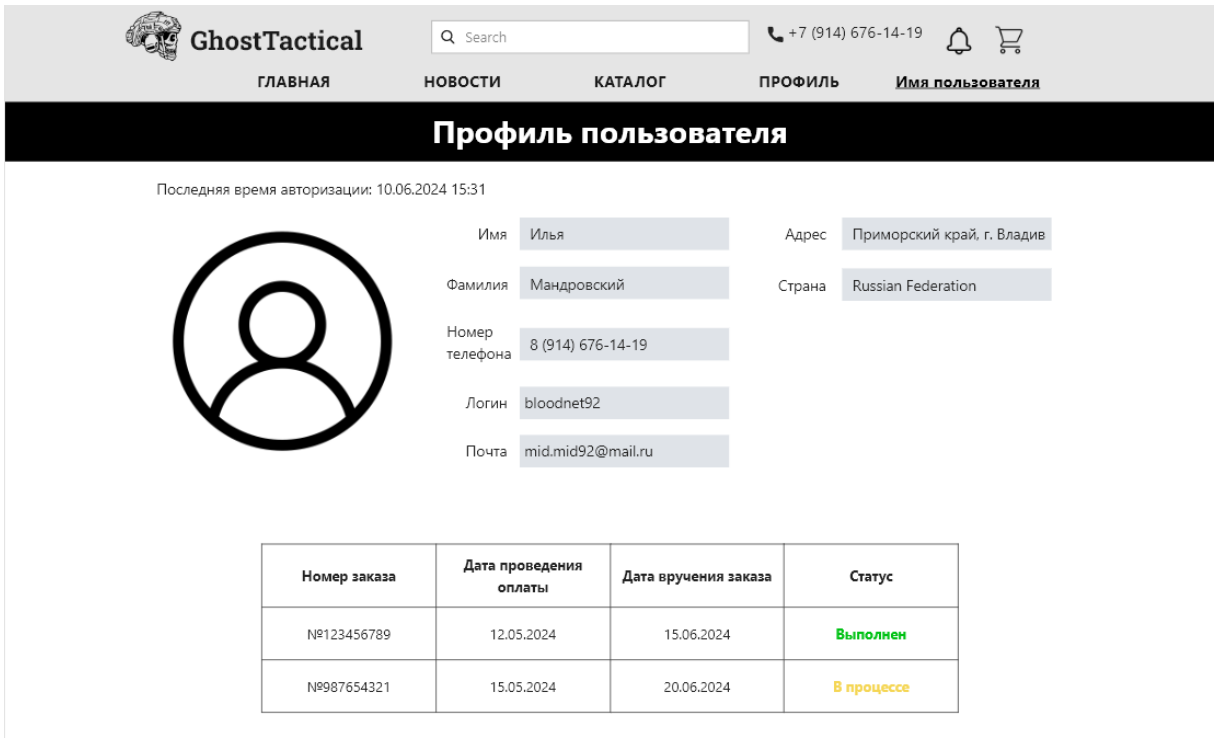 GhostTactical
Search
+7 (914) 676-14-19
ГЛАВНАЯ НОВОСТИ КАТАЛОГ ПРОФИЛЬ Имя пользователя
Профиль пользователя
Последняя время авторизации: 10.06.2024 15:31
Имя Илья
Адрес Приморский край, г. Владив
Фамилия Мандровский
Страна Russian Federation
Номер
телефона
8 (914) 676-14-19
Логин bloodnet92
Почта mid.mid92@mail.ru
Номер заказа
Дата проведения
оплаты
Дата вручения заказа
Статус
№123456789 12.05.2024 15.06.2024 Выполнен
№987654321 15.05.2024 20.06.2024 В процессе